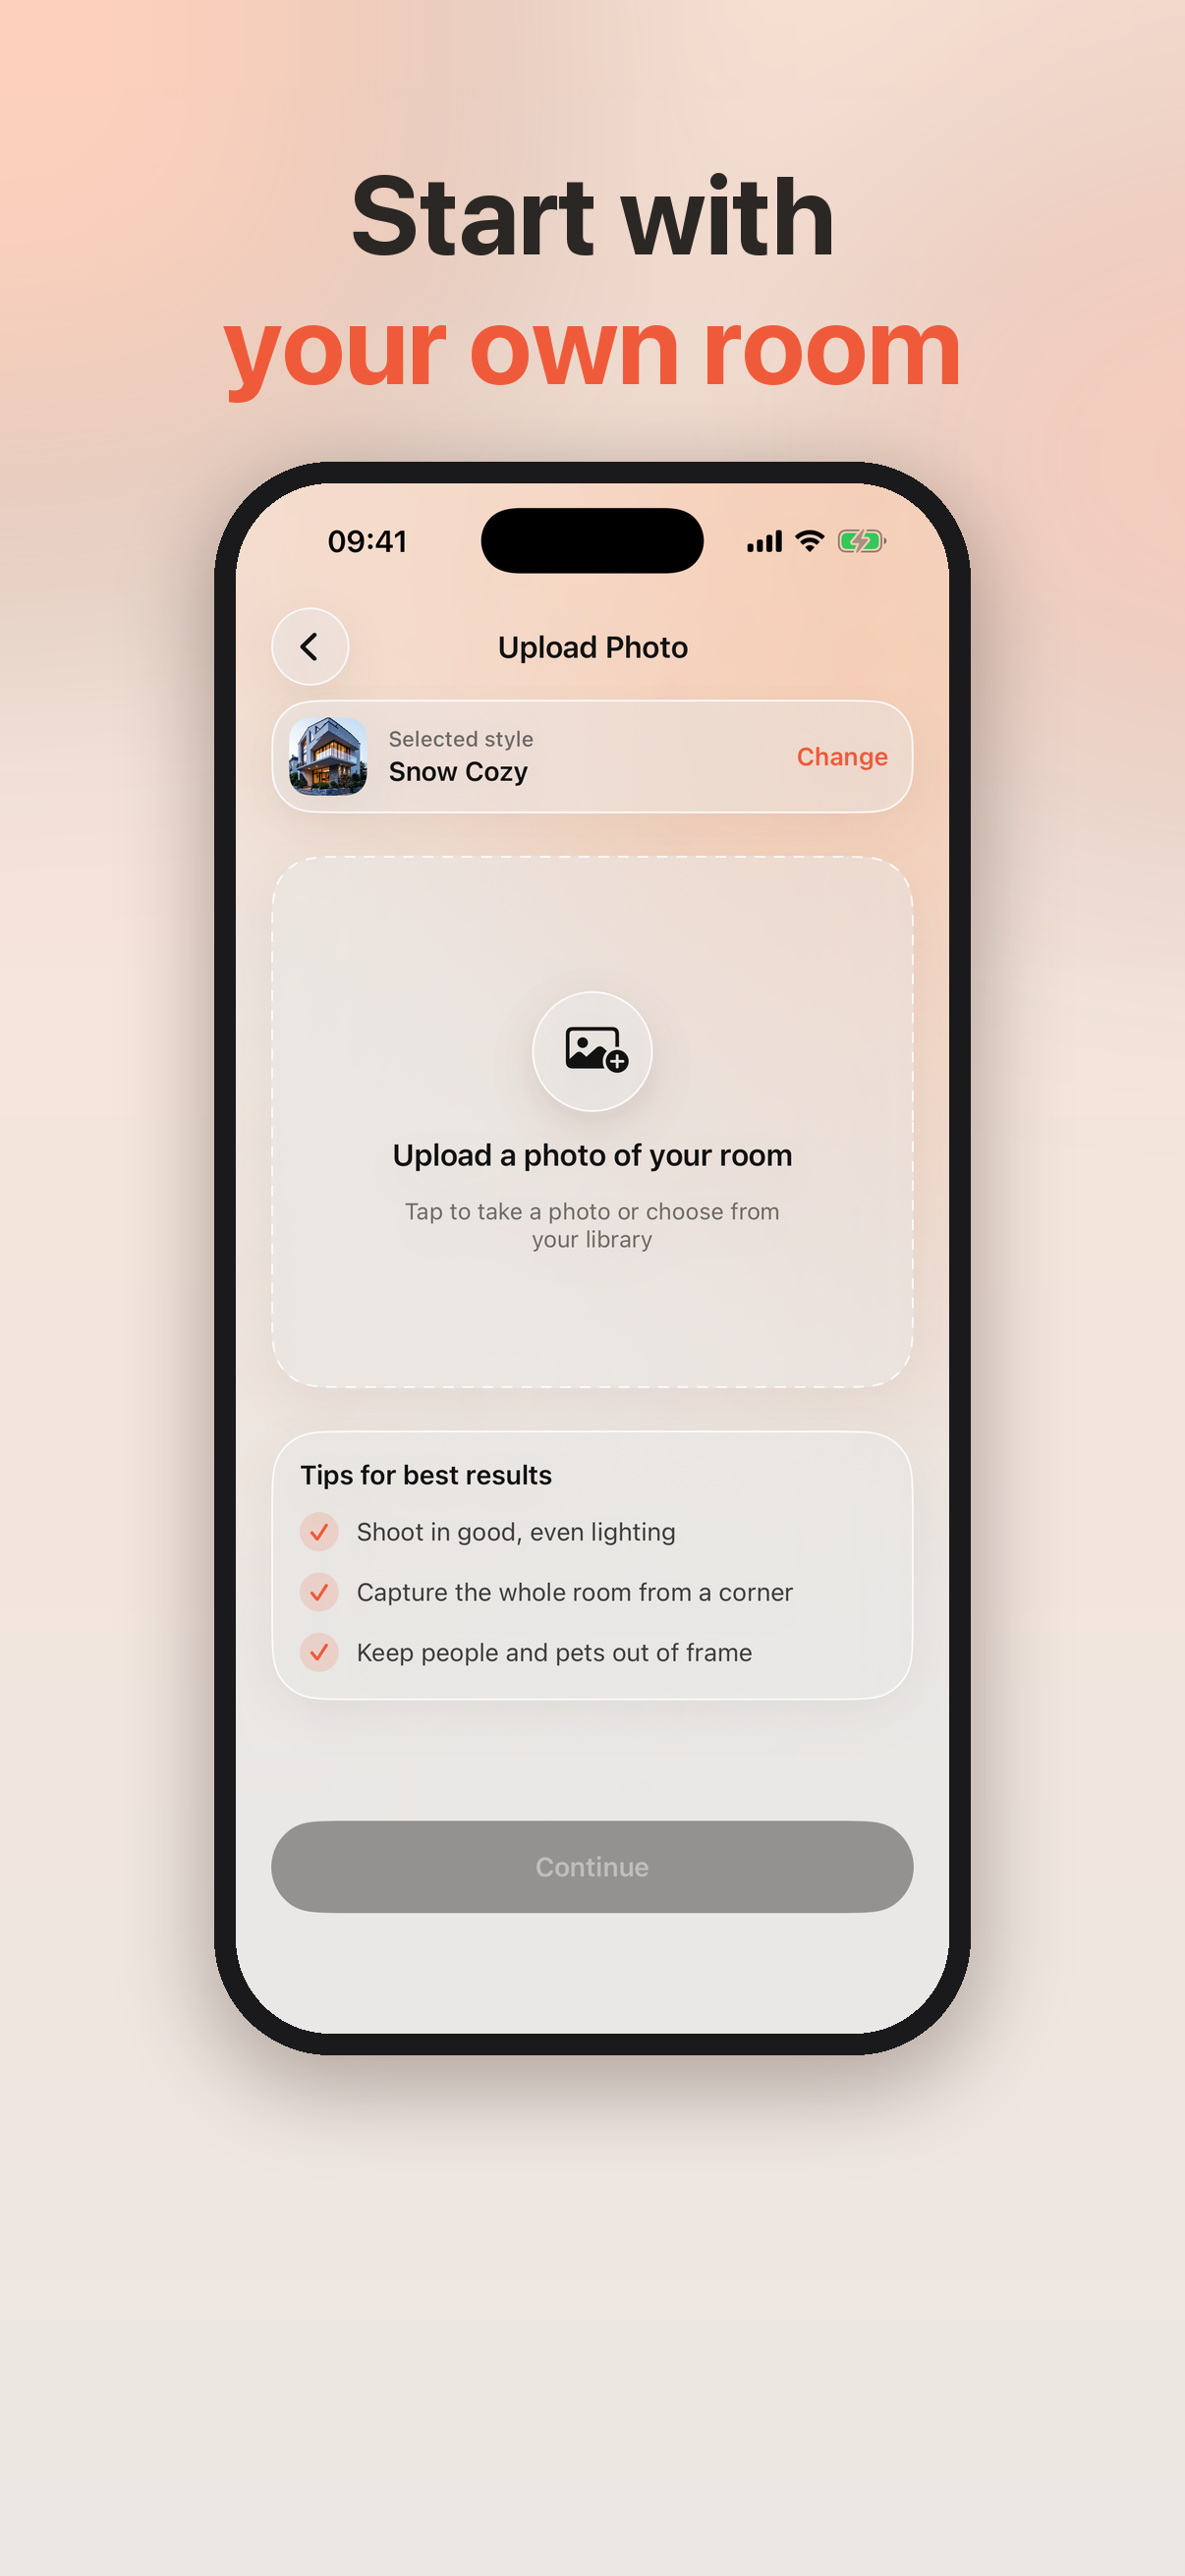 Start with
your own room
09:41
Upload Photo
Selected style
Snow Cozy
Change
Upload a photo of your room
Tap to take a photo or choose from
your library
Tips for best results
Shoot in good, even lighting
Capture the whole room from a corner
Keep people and pets out of frame
Continue